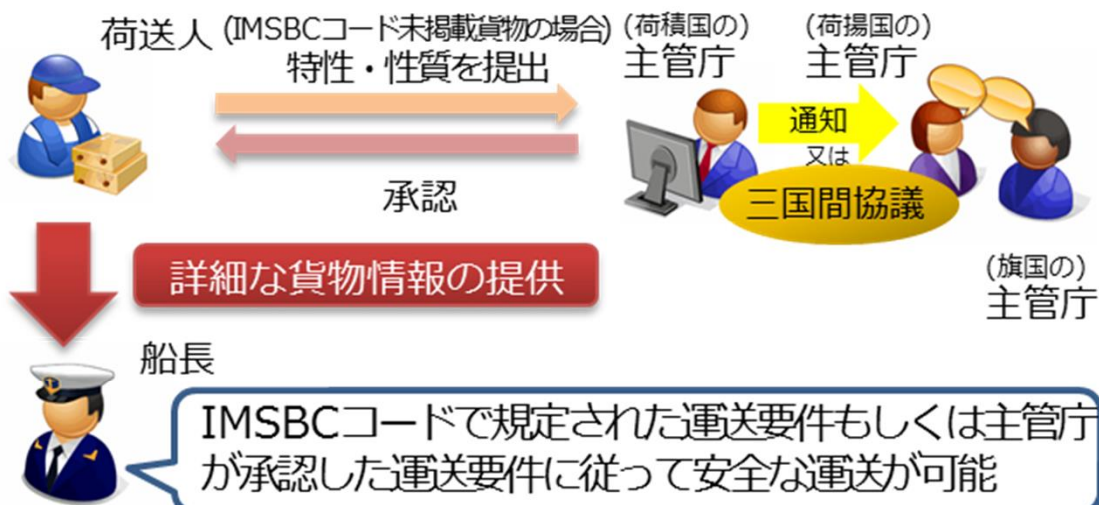 荷送人
(IMSBCコード未掲載貨物の場合)
特性・性質を提出
(荷積国の)
主管庁
(荷揚国の)
主管庁
通知
又は
三国間協議
承認
(旗国の)
主管庁
詳細な貨物情報の提供
船長
IMSBCコードで規定された運送要件もしくは主管庁
が承認した運送要件に従って安全な運送が可能